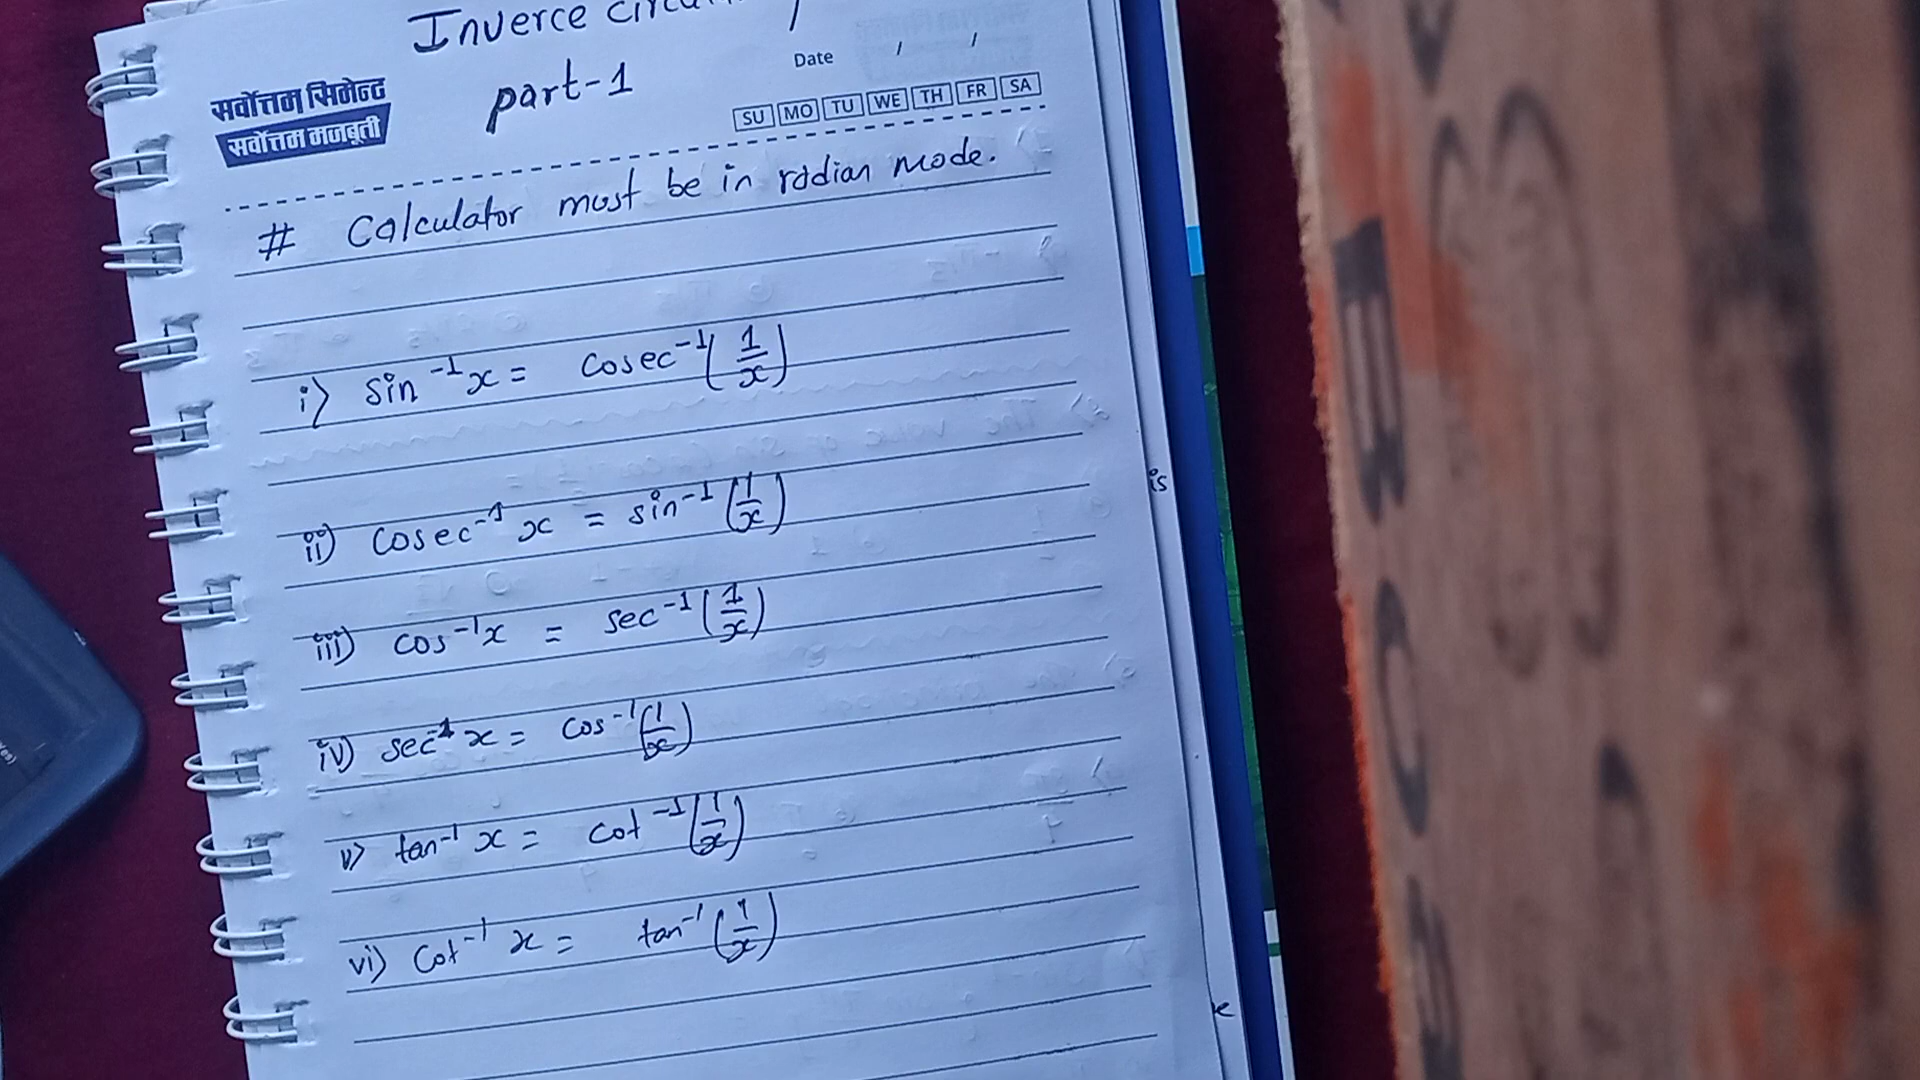 Inverce
part-1
सर्वोत्तम सिमेन्ट
सर्वोत्तम मजबूती
Date / /
SU MO TU WE TH FR SA
# Calculator must be in radian mode.
i) sin⁻¹x = cosec⁻¹(1/x)
ii) cosec⁻¹x = sin⁻¹(1/x)
iii) cos⁻¹x = sec⁻¹(1/x)
iv) sec⁻¹x = cos⁻¹(1/x)
v) tan⁻¹x = cot⁻¹(1/x)
vi) cot⁻¹x = tan⁻¹(1/x)
is
e